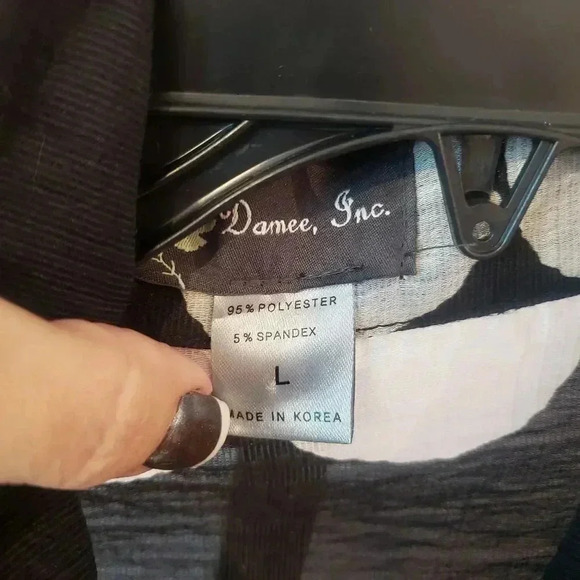 Damee, Inc.
95% POLYESTER
5% SPANDEX
L
MADE IN KOREA